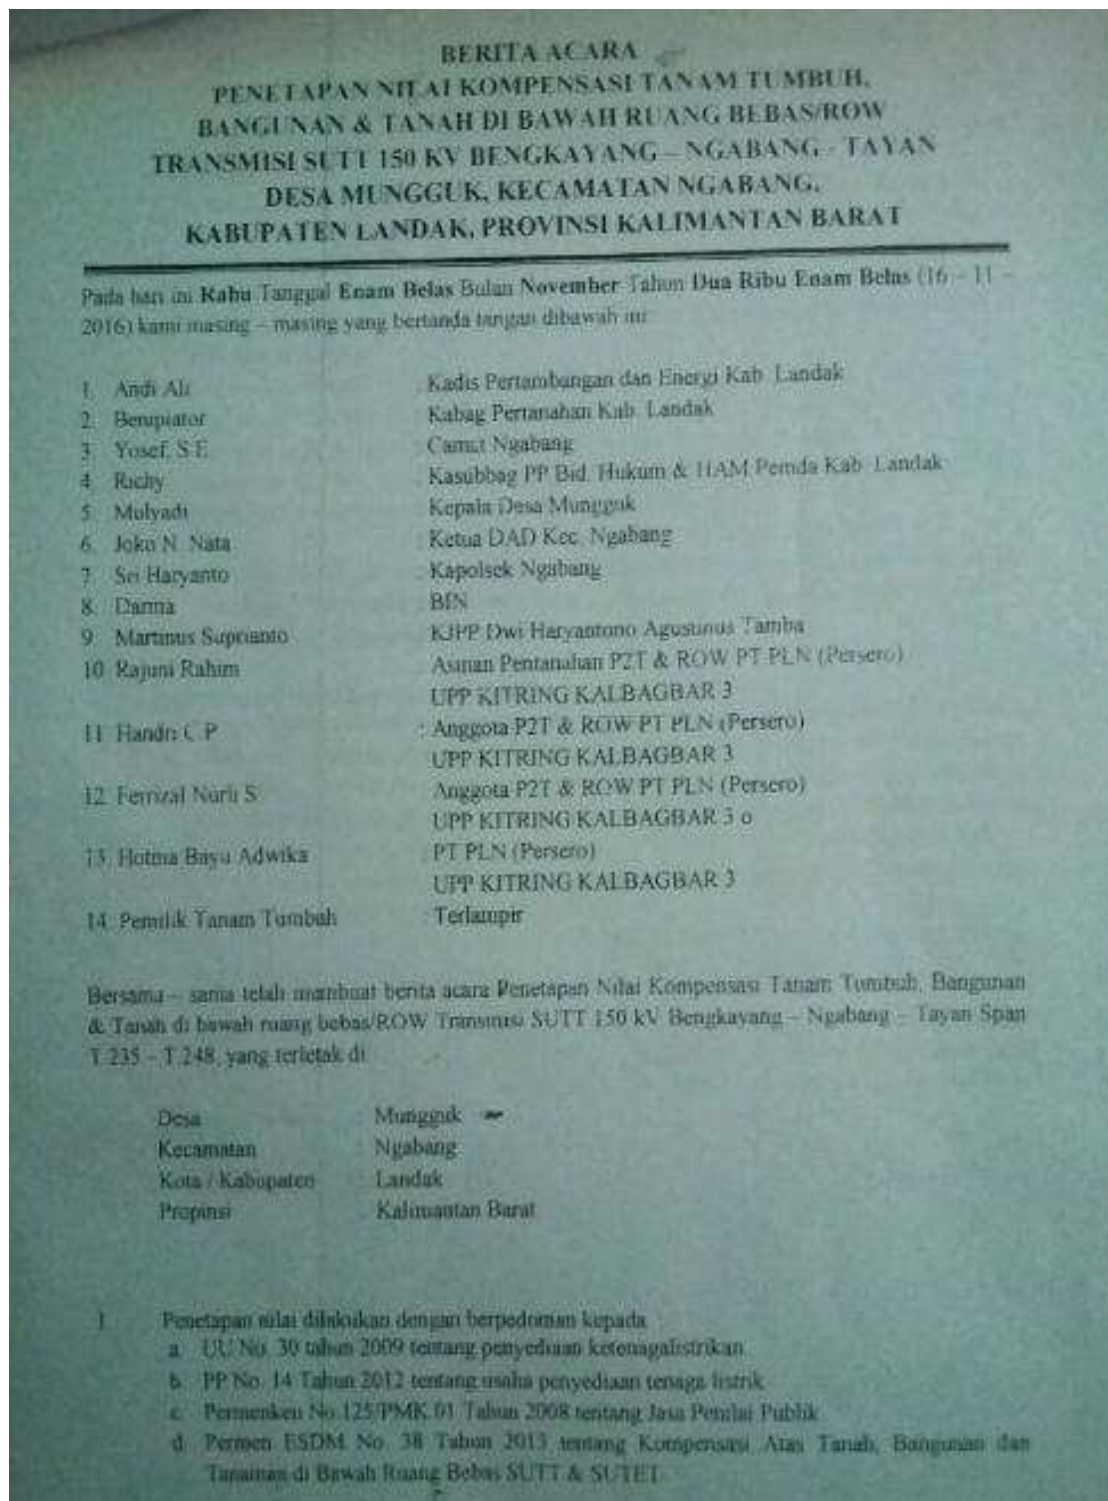 BERITA ACARA
PENETAPAN NILAI KOMPENSASI TANAM TUMBUH,
BANGUNAN & TANAH DI BAWAH RUANG BEBAS/ROW
TRANSMISI SUTT 150 KV BENGKAYANG – NGABANG - TAYAN
DESA MUNGGUK, KECAMATAN NGABANG,
KABUPATEN LANDAK, PROVINSI KALIMANTAN BARAT
Pada hari ini Rabu Tanggal Enam Belas Bulan November Tahun Dua Ribu Enam Belas (16 – 11 –
2016) kami masing – masing yang bertanda tangan dibawah ini
1. Andi Ali : Kadis Pertambangan dan Energi Kab. Landak
2. : Kabag Pertanahan Kab. Landak
3. Yosef, S.E : Camat Ngabang
4. Richy : Kasubbag PP Bid. Hukum & HAM Pemda Kab. Landak
5. Mulyadi : Kepala Desa Mungguk
6. Joko N. Nata : Ketua DAD Kec. Ngabang
7. Sri Haryanto : Kapolsek Ngabang
8. Darma : BIN
9. Martinus Suprianto : KJPP Dwi Haryantono Agustinus Tamba
10. Rajuni Rahim : Asman Pentanahan P2T & ROW PT PLN (Persero)
UPP KITRING KALBAGBAR 3
11. Handri C.P : Anggota P2T & ROW PT PLN (Persero)
UPP KITRING KALBAGBAR 3
12. Ferrizal Nurli S : Anggota P2T & ROW PT PLN (Persero)
UPP KITRING KALBAGBAR 3 o
13. Hotma Bayu Adwika : PT PLN (Persero)
UPP KITRING KALBAGBAR 3
14. Pemilik Tanam Tumbuh : Terlampir
Bersama – sama telah membuat berita acara Penetapan Nilai Kompensasi Tanam Tumbuh, Bangunan
& Tanah di bawah ruang bebas/ROW Transmisi SUTT 150 kV Bengkayang – Ngabang – Tayan Span
T.235 – T.248, yang terletak di
Desa : Mungguk
Kecamatan : Ngabang
Kota / Kabupaten : Landak
Propinsi : Kalimantan Barat
1. Penetapan nilai dilakukan dengan berpedoman kepada
a. UU No. 30 tahun 2009 tentang penyediaan ketenagalistrikan
b. PP No. 14 Tahun 2012 tentang usaha penyediaan tenaga listrik
c. Permenkeu No.125/PMK.01 Tahun 2008 tentang Jasa Penilai Publik
d. Permen ESDM No. 38 Tahun 2013 tentang Kompensasi Atas Tanah, Bangunan dan
Tanaman di Bawah Ruang Bebas SUTT & SUTET